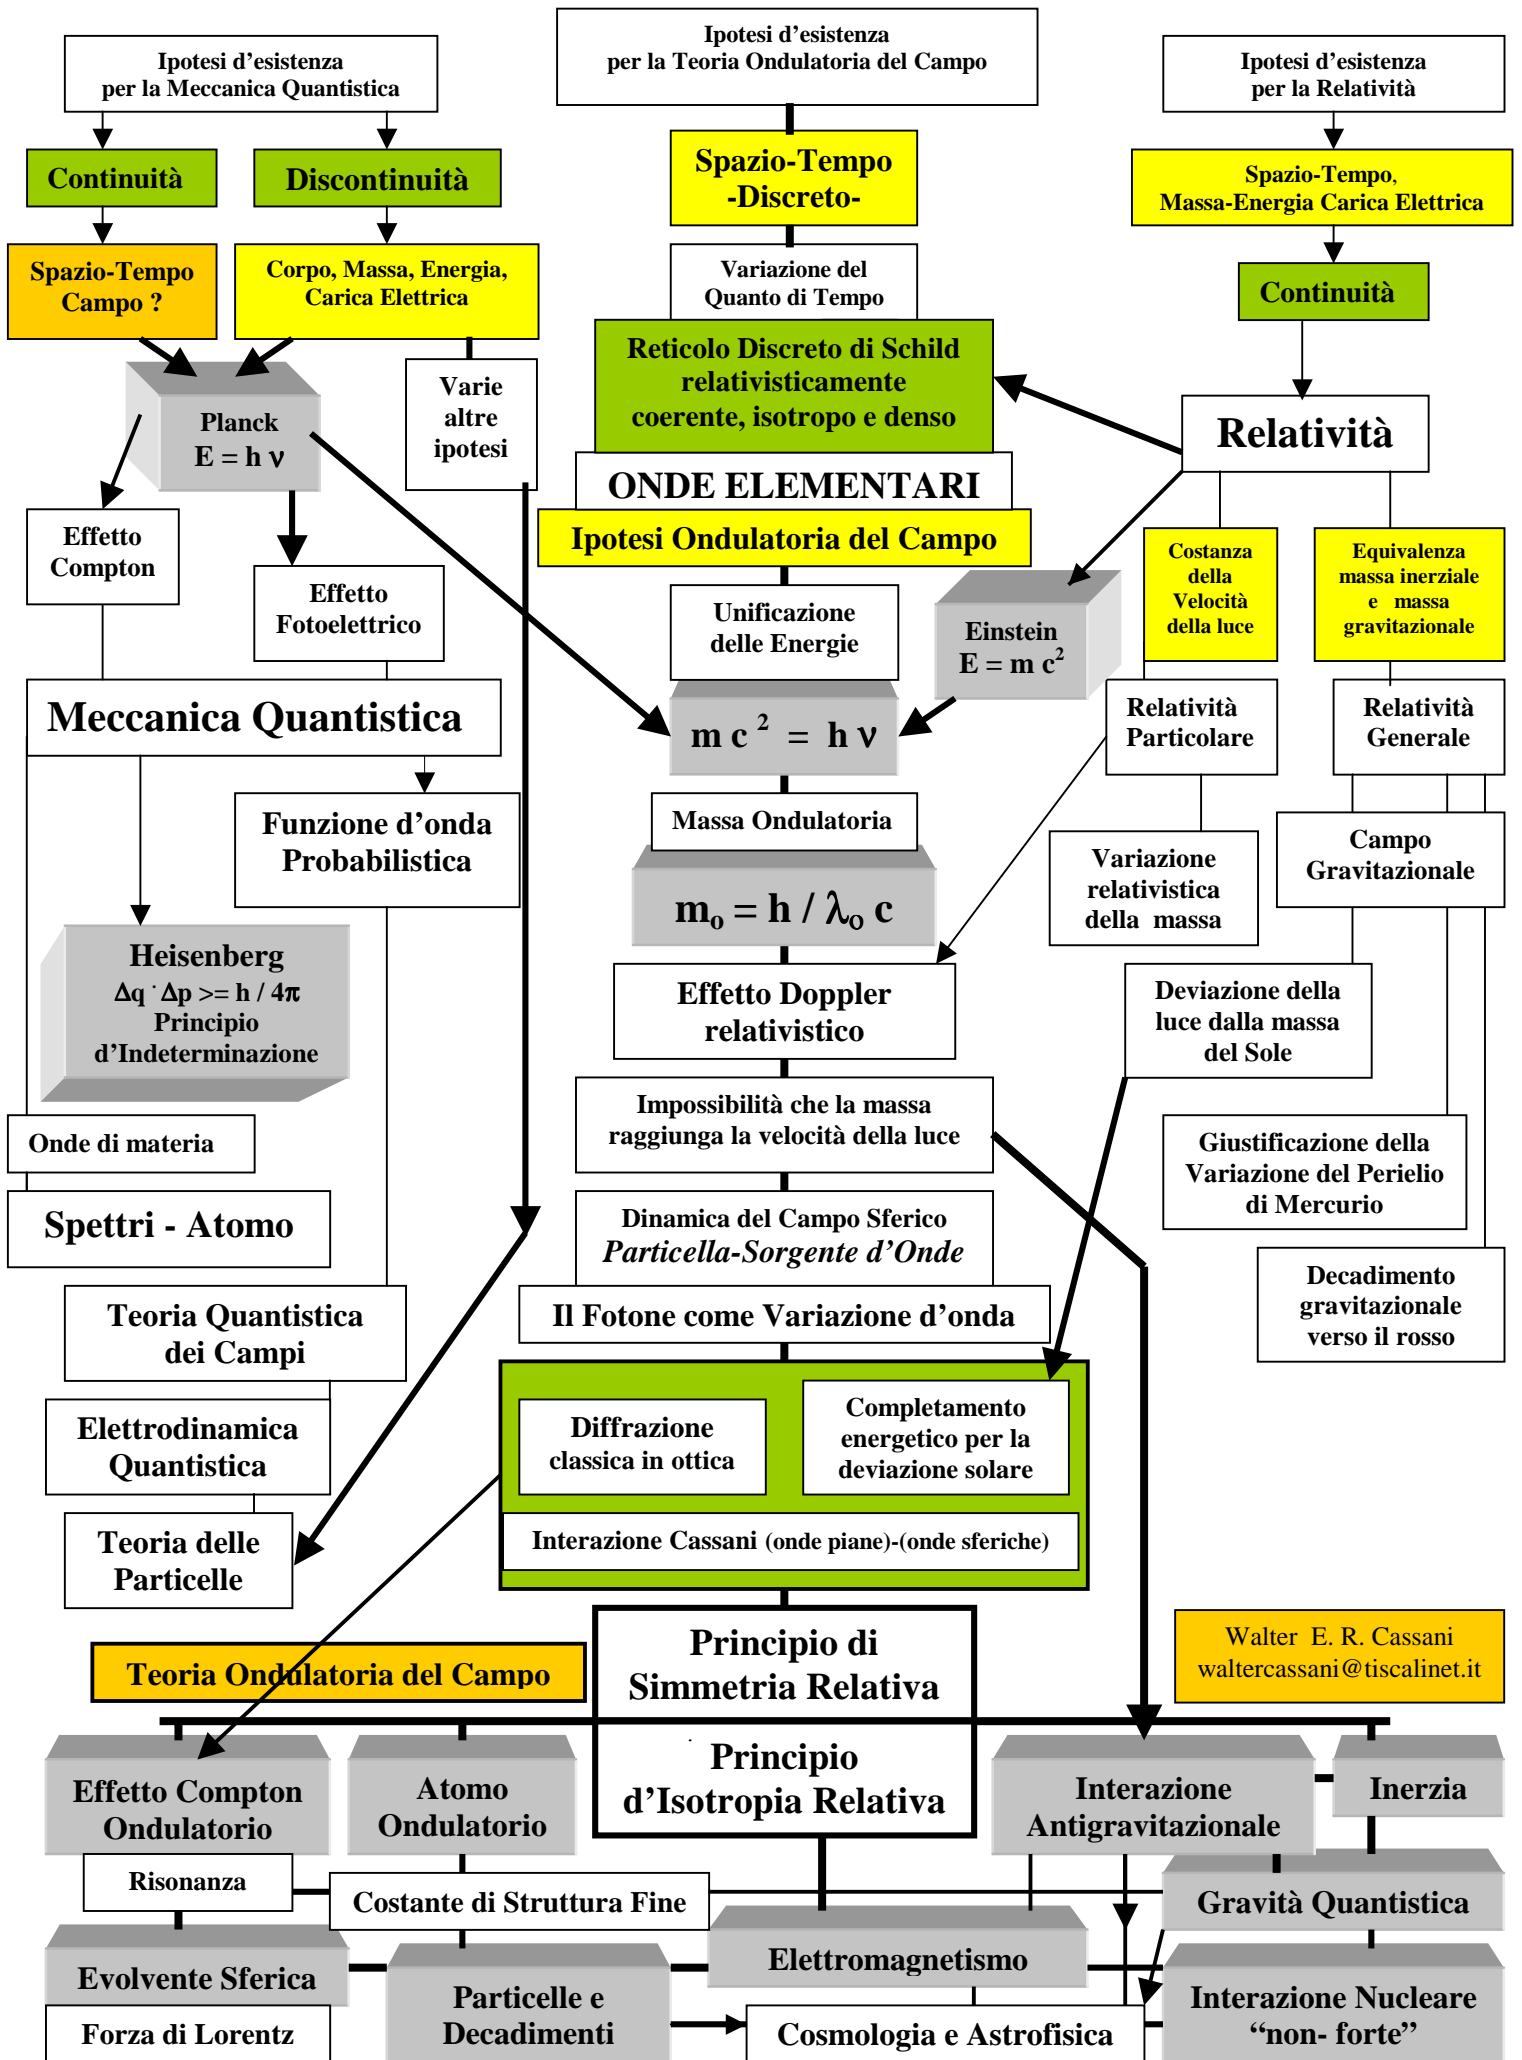 Ipotesi d'esistenza
per la Meccanica Quantistica
Ipotesi d'esistenza
per la Teoria Ondulatoria del Campo
Ipotesi d'esistenza
per la Relatività
Continuità
Discontinuità
Spazio-Tempo
-Discreto-
Spazio-Tempo,
Massa-Energia Carica Elettrica
Spazio-Tempo
Campo ?
Corpo, Massa, Energia,
Carica Elettrica
Variazione del
Quanto di Tempo
Continuità
Reticolo Discreto di Schild
relativisticamente
coerente, isotropo e denso
Planck
E = h ν
Varie
altre
ipotesi
Relatività
ONDE ELEMENTARI
Ipotesi Ondulatoria del Campo
Effetto
Compton
Effetto
Fotoelettrico
Unificazione
delle Energie
Einstein
E = m c²
Costanza
della
Velocità
della luce
Equivalenza
massa inerziale
e massa
gravitazionale
Meccanica Quantistica
m c ² = h ν
Relatività
Particolare
Relatività
Generale
Funzione d'onda
Probabilistica
Massa Ondulatoria
m₀ = h / λ₀ c
Variazione
relativistica
della massa
Campo
Gravitazionale
Heisenberg
Δq · Δp >= h / 4π
Principio
d'Indeterminazione
Effetto Doppler
relativistico
Deviazione della
luce dalla massa
del Sole
Onde di materia
Impossibilità che la massa
raggiunga la velocità della luce
Giustificazione della
Variazione del Perielio
di Mercurio
Spettri - Atomo
Dinamica del Campo Sferico
Particella-Sorgente d'Onde
Decadimento
gravitazionale
verso il rosso
Teoria Quantistica
dei Campi
Il Fotone come Variazione d'onda
Elettrodinamica
Quantistica
Diffrazione
classica in ottica
Completamento
energetico per la
deviazione solare
Teoria delle
Particelle
Interazione Cassani (onde piane)-(onde sferiche)
Teoria Ondulatoria del Campo
Principio di
Simmetria Relativa
Walter E. R. Cassani
waltercassani@tiscalinet.it
Effetto Compton
Ondulatorio
Atomo
Ondulatorio
Principio
d'Isotropia Relativa
Interazione
Antigravitazionale
Inerzia
Risonanza
Costante di Struttura Fine
Gravità Quantistica
Evolvente Sferica
Forza di Lorentz
Particelle e
Decadimenti
Elettromagnetismo
Cosmologia e Astrofisica
Interazione Nucleare
“non- forte”